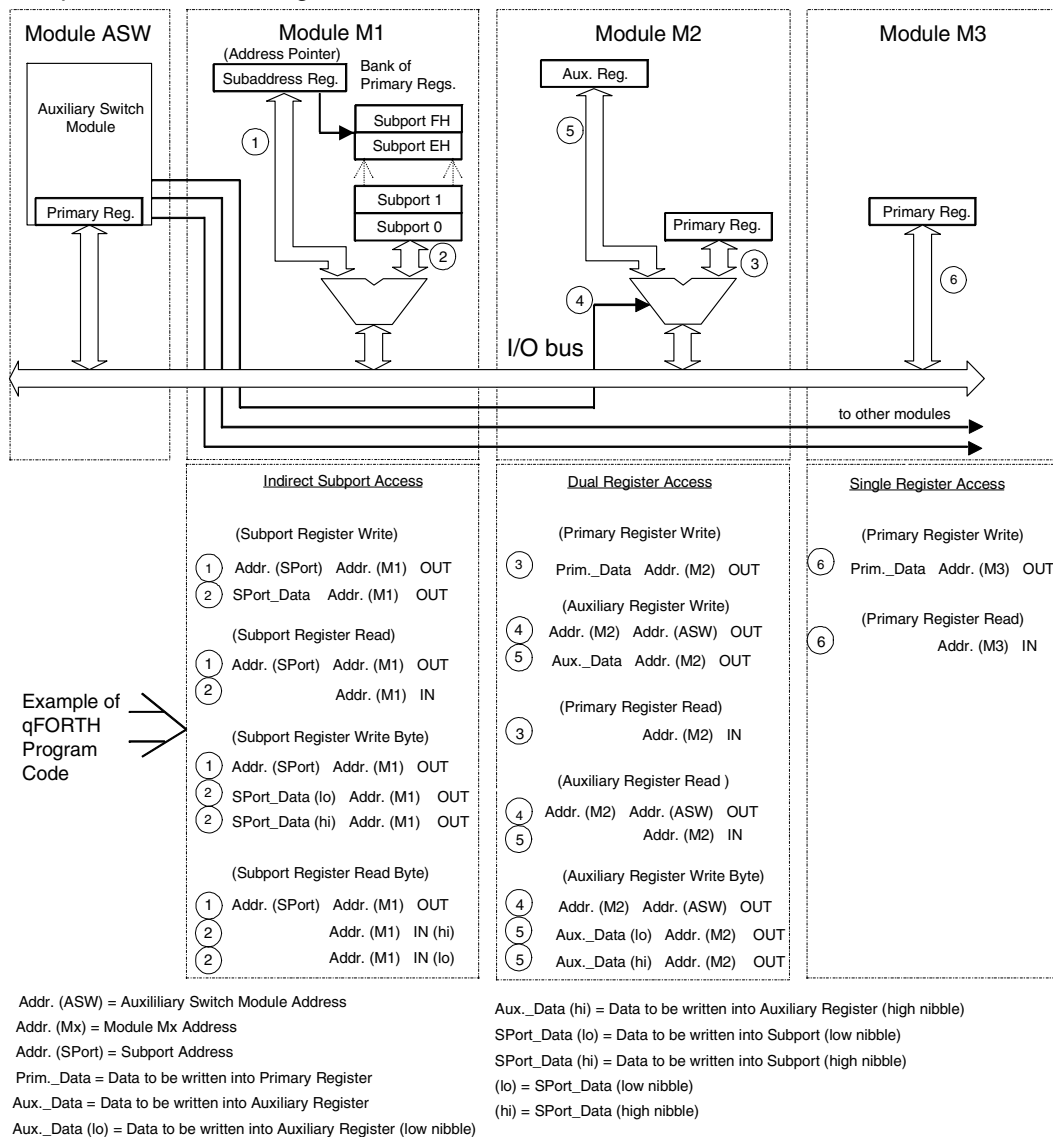 Module ASW
Module M1
Module M2
Module M3
Auxiliary Switch
Module
Primary Reg.
(Address Pointer)
Subaddress Reg.
Bank of
Primary Regs.
Subport FH
Subport EH
Subport 1
Subport 0
1
2
Aux. Reg.
5
Primary Reg.
3
4
Primary Reg.
6
I/O bus
to other modules
Example of
qFORTH
Program
Code
Indirect Subport Access
(Subport Register Write)
1 Addr. (SPort) Addr. (M1) OUT
2 SPort_Data Addr. (M1) OUT
(Subport Register Read)
1 Addr. (SPort) Addr. (M1) OUT
2 Addr. (M1) IN
(Subport Register Write Byte)
1 Addr. (SPort) Addr. (M1) OUT
2 SPort_Data (lo) Addr. (M1) OUT
2 SPort_Data (hi) Addr. (M1) OUT
(Subport Register Read Byte)
1 Addr. (SPort) Addr. (M1) OUT
2 Addr. (M1) IN (hi)
2 Addr. (M1) IN (lo)
Dual Register Access
(Primary Register Write)
3 Prim._Data Addr. (M2) OUT
(Auxiliary Register Write)
4 Addr. (M2) Addr. (ASW) OUT
5 Aux._Data Addr. (M2) OUT
(Primary Register Read)
3 Addr. (M2) IN
(Auxiliary Register Read )
4 Addr. (M2) Addr. (ASW) OUT
5 Addr. (M2) IN
(Auxiliary Register Write Byte)
4 Addr. (M2) Addr. (ASW) OUT
5 Aux._Data (lo) Addr. (M2) OUT
5 Aux._Data (hi) Addr. (M2) OUT
Single Register Access
(Primary Register Write)
6 Prim._Data Addr. (M3) OUT
(Primary Register Read)
6 Addr. (M3) IN
Addr. (ASW) = Auxililiary Switch Module Address
Addr. (Mx) = Module Mx Address
Addr. (SPort) = Subport Address
Prim._Data = Data to be written into Primary Register
Aux._Data = Data to be written into Auxiliary Register
Aux._Data (lo) = Data to be written into Auxiliary Register (low nibble)
Aux._Data (hi) = Data to be written into Auxiliary Register (high nibble)
SPort_Data (lo) = Data to be written into Subport (low nibble)
SPort_Data (hi) = Data to be written into Subport (high nibble)
(lo) = SPort_Data (low nibble)
(hi) = SPort_Data (high nibble)